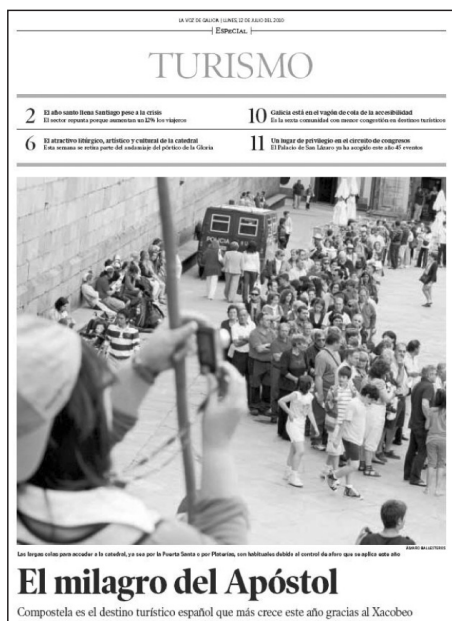 LA VOZ DE GALICIA | LUNES, 12 DE JULIO DEL 2010
ESPECIAL
TURISMO
2 El año santo llena Santiago pese a la crisis
El sector repunta porque aumentan un 12% los viajeros
6 El atractivo litúrgico, artístico y cultural de la catedral
Esta semana se retira parte del andamiaje del pórtico de la Gloria
10 Galicia está en el vagón de cola de la accesibilidad
Es la sexta comunidad con menor congestión en destinos turísticos
11 Un lugar de privilegio en el circuito de congresos
El Palacio de San Lázaro ya ha acogido este año 45 eventos
POLICIA
ÁLVARO BALLESTEROS
Las largas colas para acceder a la catedral, ya sea por la Puerta Santa o por Platerías, son habituales debido al control de aforo que se aplica este año
El milagro del Apóstol
Compostela es el destino turístico español que más crece este año gracias al Xacobeo